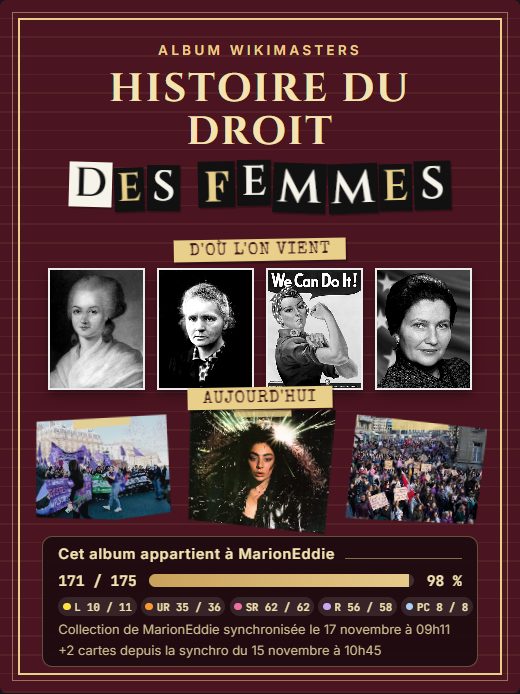 ALBUM WIKIMASTERS
HISTOIRE DU
DROIT
DES FEMMES
D'OÙ L'ON VIENT
We Can Do It!
AUJOURD'HUI
Cet album appartient à MarionEddie
171 / 175 98 %
L 10 / 11 UR 35 / 36 SR 62 / 62 R 56 / 58 PC 8 / 8
Collection de MarionEddie synchronisée le 17 novembre à 09h11
+2 cartes depuis la synchro du 15 novembre à 10h45